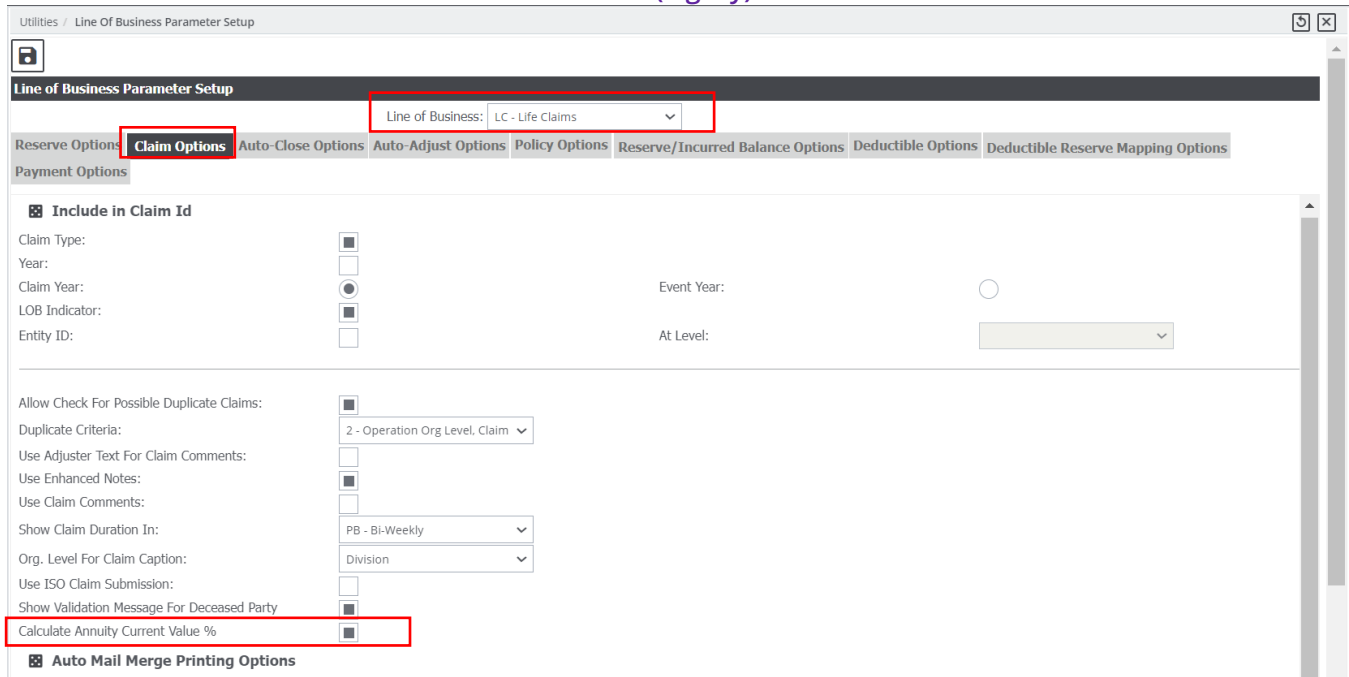 Utilities / Line Of Business Parameter Setup
Line of Business Parameter Setup
Line of Business: LC - Life Claims
Reserve Options Claim Options Auto-Close Options Auto-Adjust Options Policy Options Reserve/Incurred Balance Options Deductible Options Deductible Reserve Mapping Options
Payment Options
Include in Claim Id
Claim Type:
Year:
Claim Year: Event Year:
LOB Indicator:
Entity ID: At Level:
Allow Check For Possible Duplicate Claims:
Duplicate Criteria: 2 - Operation Org Level, Claim
Use Adjuster Text For Claim Comments:
Use Enhanced Notes:
Use Claim Comments:
Show Claim Duration In: PB - Bi-Weekly
Org. Level For Claim Caption: Division
Use ISO Claim Submission:
Show Validation Message For Deceased Party
Calculate Annuity Current Value %
Auto Mail Merge Printing Options